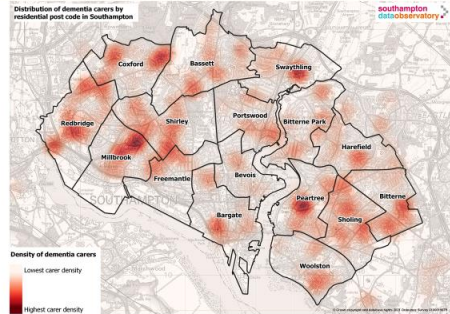 Distribution of dementia carers by
residential post code in Southampton
southampton
dataobservatory
Coxford
Bassett
Swaythling
Redbridge
Shirley
Portswood
Bitterne Park
Millbrook
Harefield
Freemantle
Bevois
SOUTHAMPTON
Peartree
Bitterne
Bargate
Sholing
Woolston
Density of dementia carers
Lowest carer density
Highest carer density